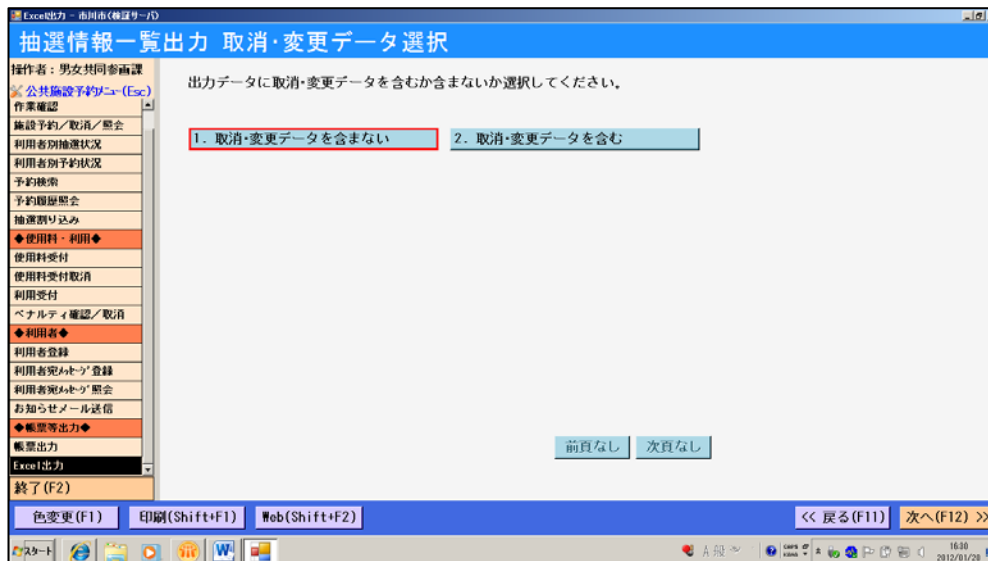 Excel出力 - 市川市(検証サーバ)
抽選情報一覧出力 取消・変更データ選択
操作者：男女共同参画課
公共施設予約ﾒﾆｭｰ(Esc)
作業確認
施設予約／取消／照会
利用者別抽選状況
利用者別予約状況
予約検索
予約履歴照会
抽選割り込み
◆使用料・利用◆
使用料受付
使用料受付取消
利用受付
ペナルティ確認／取消
◆利用者◆
利用者登録
利用者宛ﾒｯｾｰｼﾞ登録
利用者宛ﾒｯｾｰｼﾞ照会
お知らせメール送信
◆帳票等出力◆
帳票出力
Excel出力
終了(F2)
出力データに取消・変更データを含むか含まないか選択してください。
1. 取消・変更データを含まない
2. 取消・変更データを含む
前頁なし 次頁なし
色変更(F1) 印刷(Shift+F1) Web(Shift+F2) << 戻る(F11) 次へ(F12) >>
スタート A 般 CAPS KANA 16:30
2012/01/20